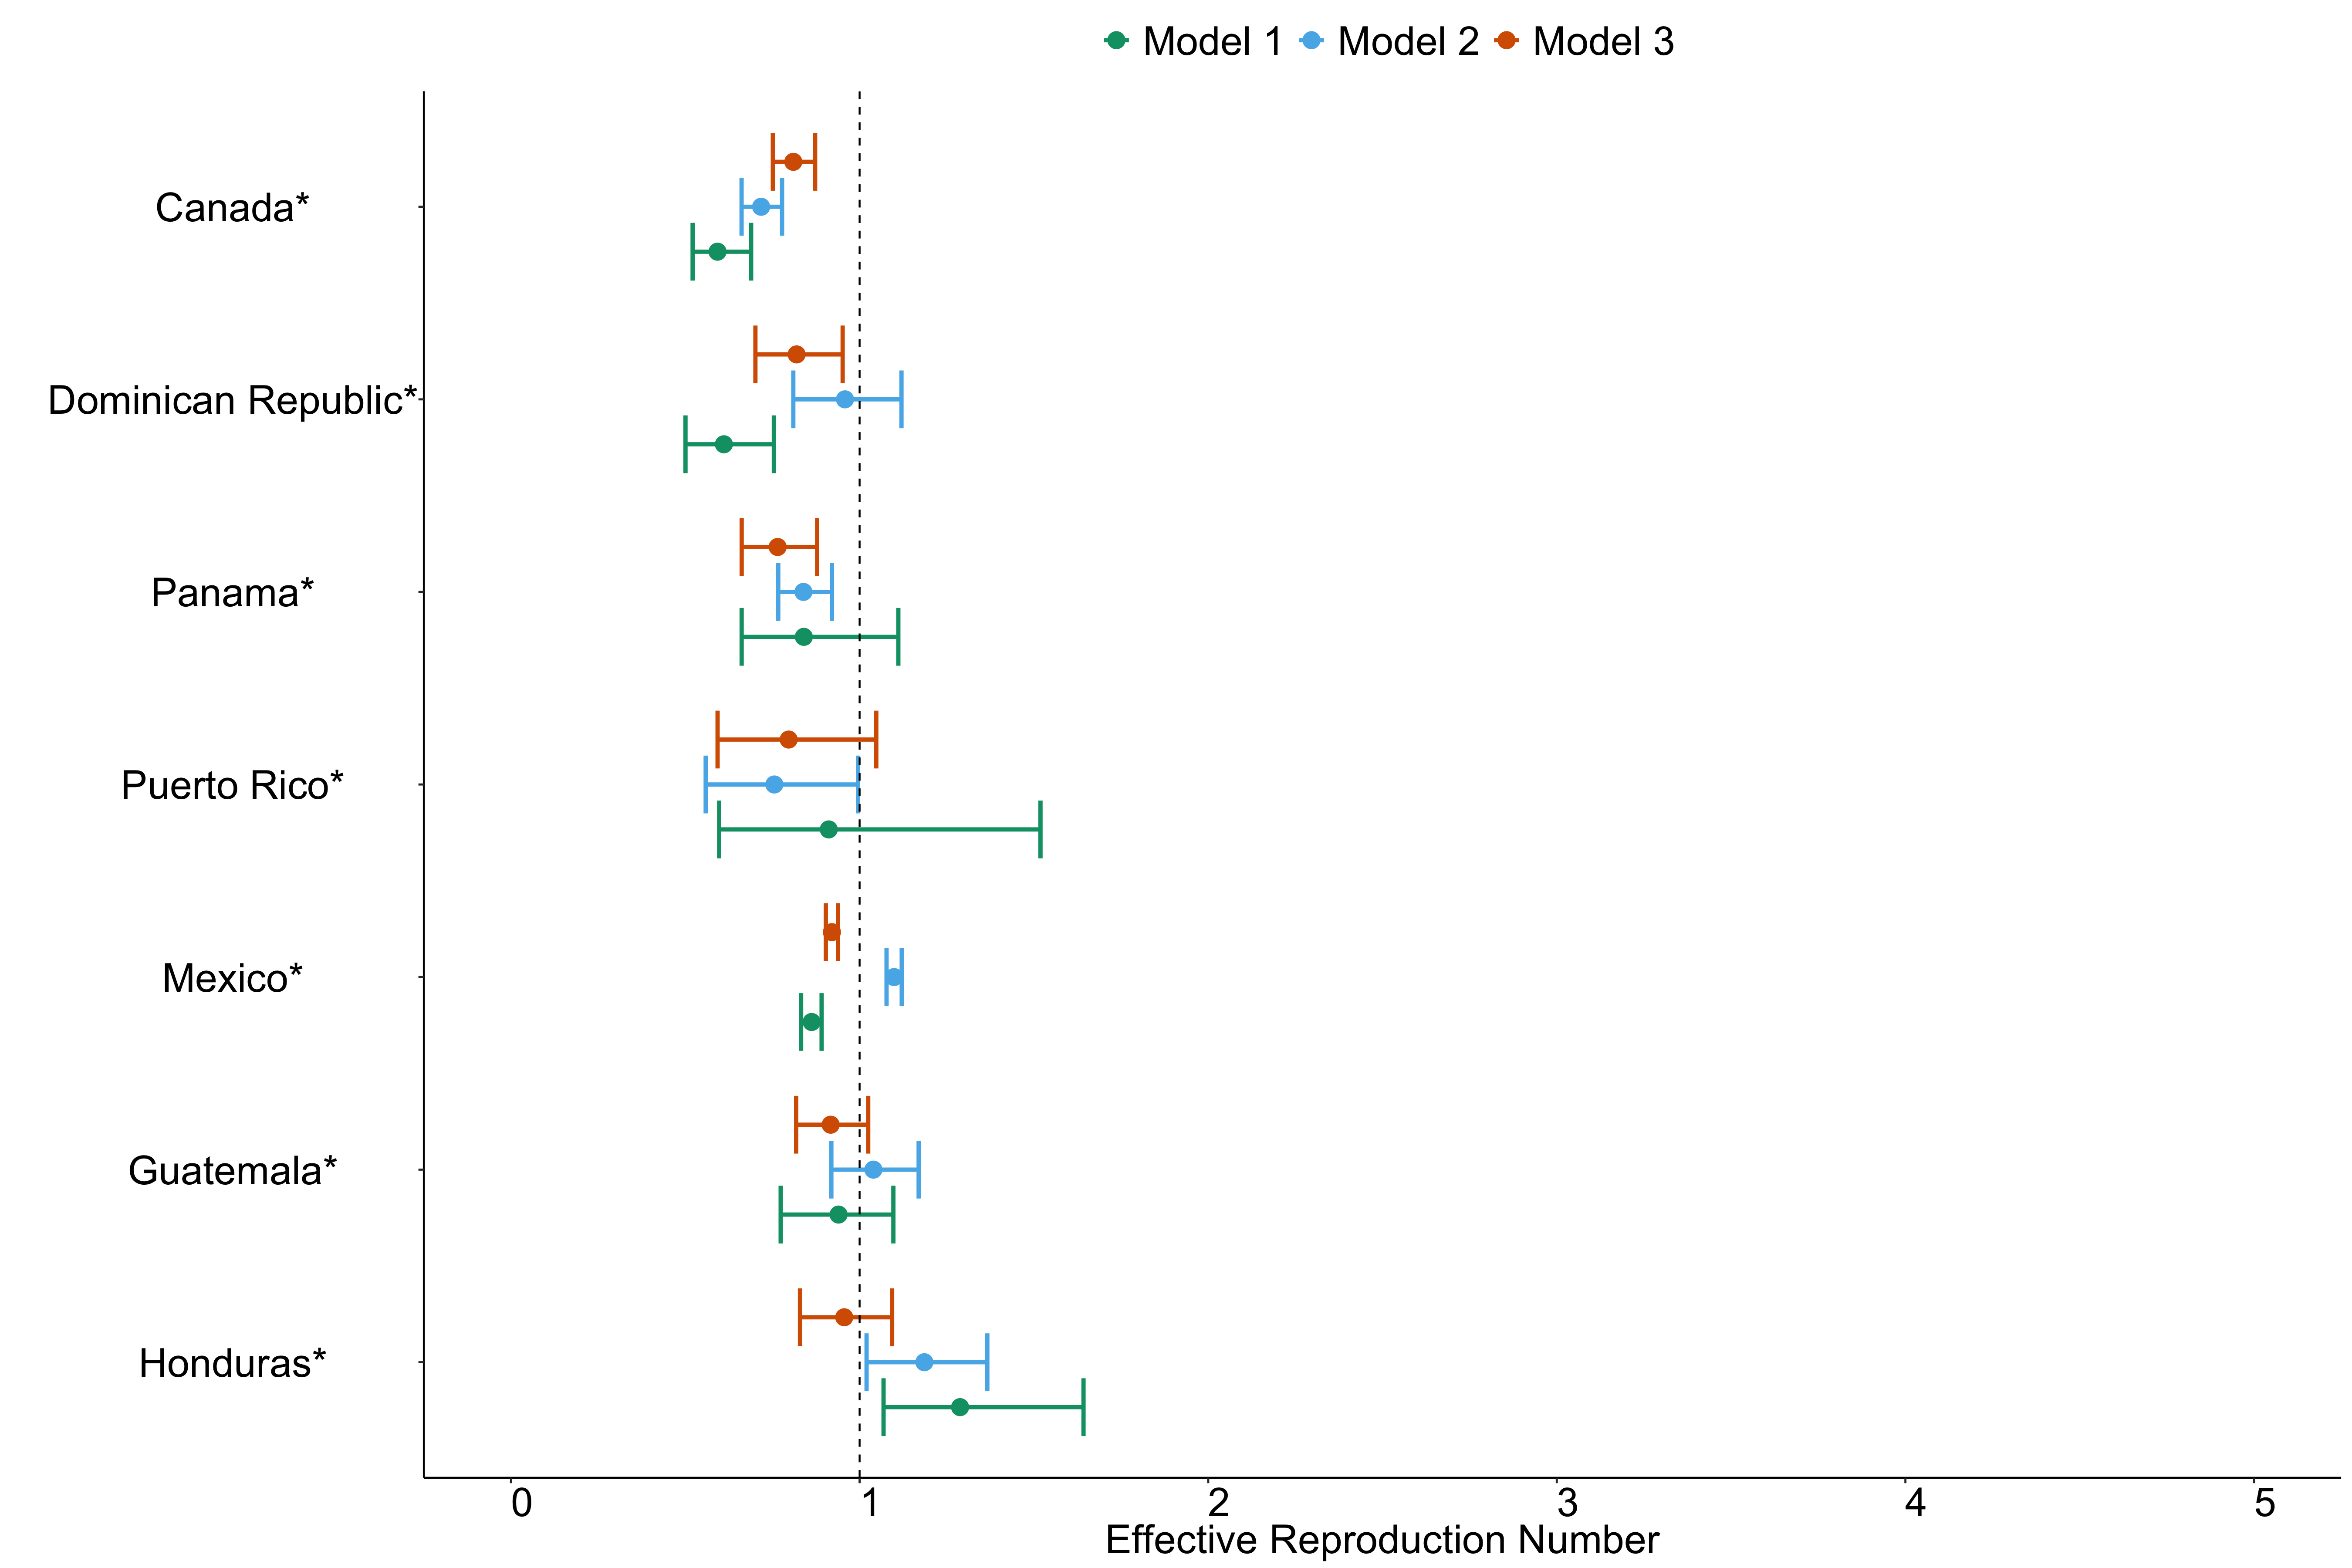 Model 1 Model 2 Model 3
Canada*
Dominican Republic*
Panama*
Puerto Rico*
Mexico*
Guatemala*
Honduras*
0 1 2 3 4 5
Effective Reproduction Number